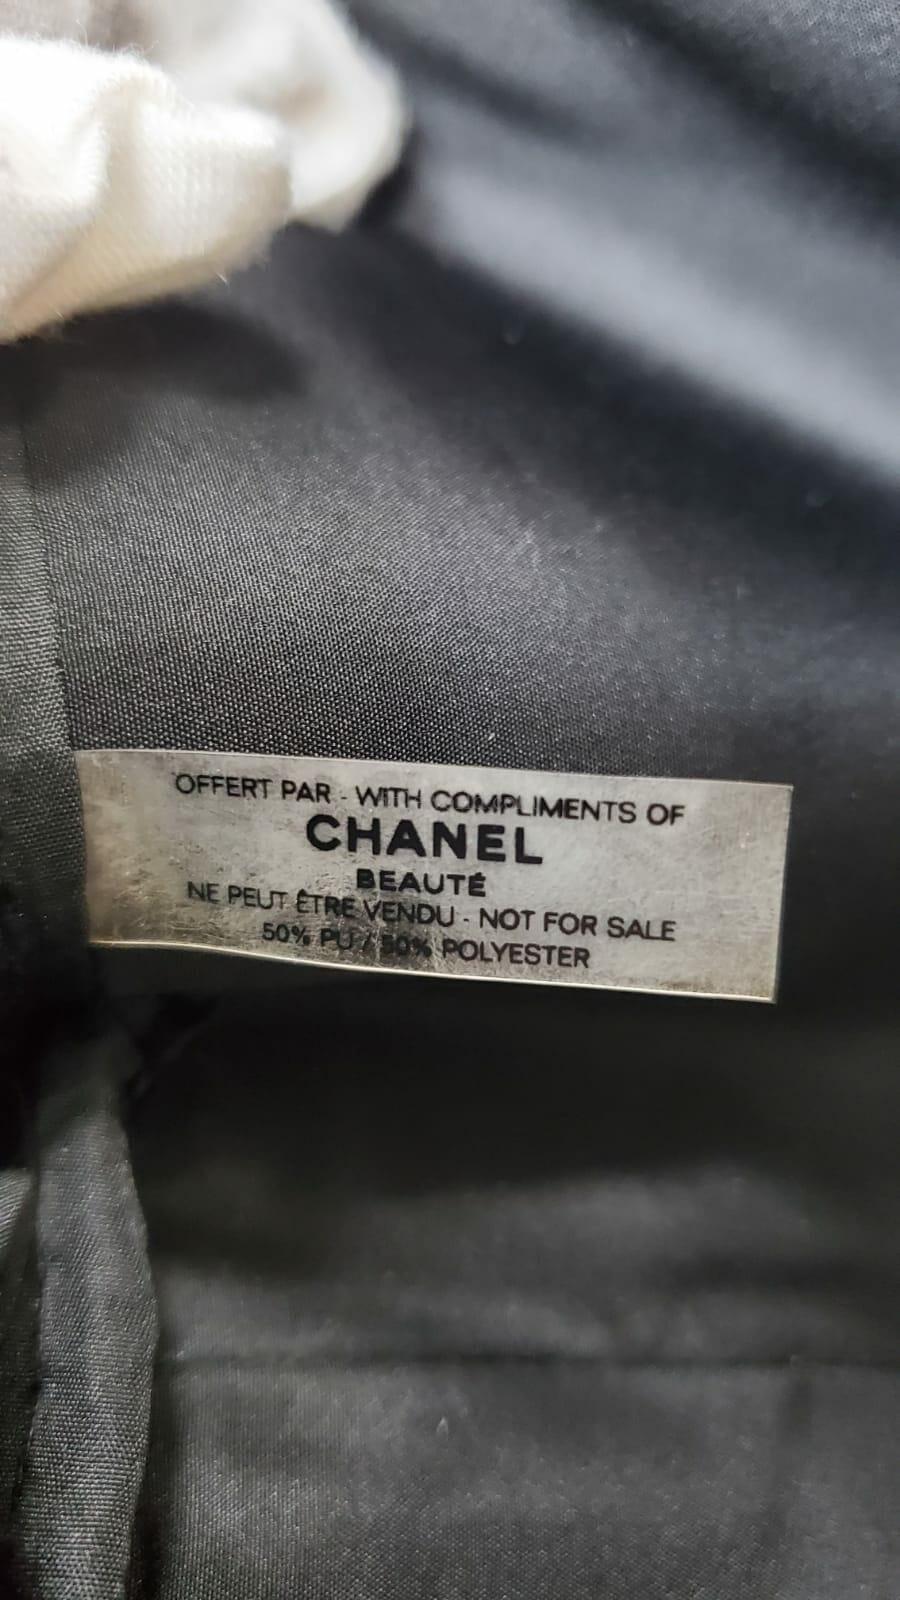 OFFERT PAR - WITH COMPLIMENTS OF
CHANEL
BEAUTÉ
NE PEUT ÊTRE VENDU - NOT FOR SALE
50% PU / 50% POLYESTER